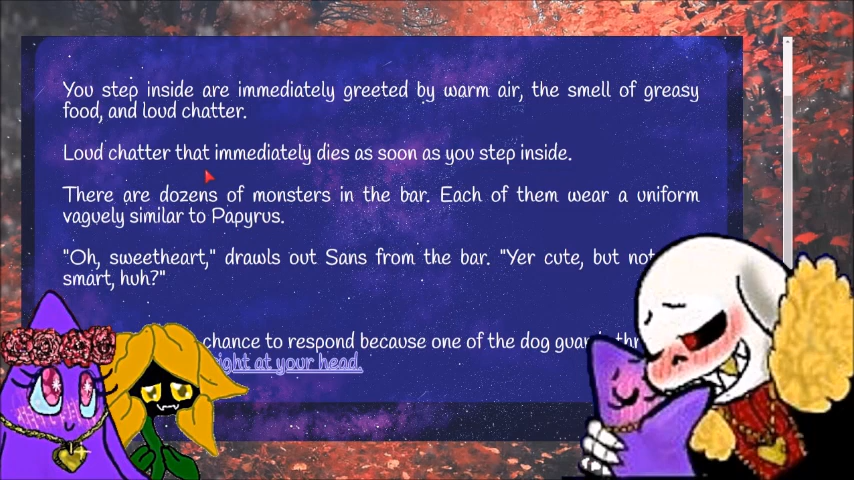 You step inside are immediately greeted by warm air, the smell of greasy
food, and loud chatter.
Loud chatter that immediately dies as soon as you step inside.
There are dozens of monsters in the bar. Each of them wear a uniform
vaguely similar to Papyrus.
"Oh, sweetheart," drawls out Sans from the bar. "Yer cute, but not
smart, huh?"
chance to respond because one of the dog
at your head.